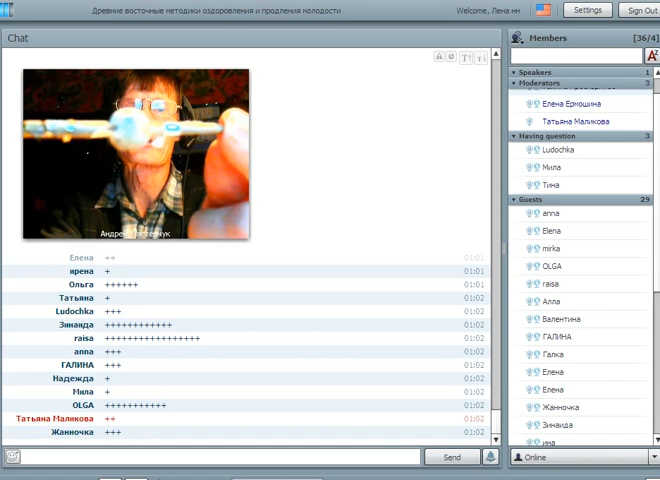 Древние восточные методики оздоровления и продления молодости
Welcome, Лена нн
Settings
Sign Out
Chat
Елена ++ 01:01
ирена + 01:01
Ольга ++++++ 01:01
Татьяна + 01:02
Ludochka +++ 01:02
Зинаида ++++++++++++ 01:02
raisa +++++++++++++++++ 01:02
anna +++ 01:02
ГАЛИНА +++ 01:02
Надежда + 01:02
Мила + 01:02
OLGA +++++++++++ 01:02
Татьяна Маликова ++ 01:02
Жанночка +++ 01:02
Send
Members [36/4]
Speakers 1
Moderators 3
Елена Ермошина
Татьяна Маликова
Having question 3
Ludochka
Мила
Тина
Guests 29
anna
Elena
mirka
OLGA
raisa
Алла
Валентина
ГАЛИНА
Галка
Елена
Елена
Жанночка
Зинаида
ина
Online